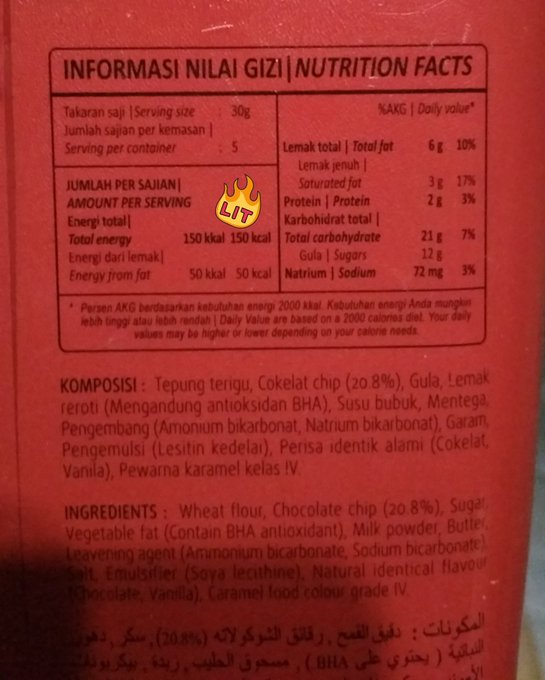 INFORMASI NILAI GIZI|NUTRITION FACTS
Takaran saji |Serving size : 30g
Jumlah sajian per kemasan |
Serving per container : 5
JUMLAH PER SAJIAN|
AMOUNT PER SERVING
LIT
Energi total|
Total energy 150 kkal 150 kcal
Energi dari lemak|
Energy from fat 50 kkal 50 kcal
%AKG | Daily value*
Lemak total | Total fat 6 g 10%
Lemak jenuh |
Saturated fat 3 g 17%
Protein | Protein 2 g 3%
Karbohidrat total |
Total carbohydrate 21 g 7%
Gula | Sugars 12 g
Natrium | Sodium 72 mg 3%
* Persen AKG berdasarkan kebutuhan energi 2000 kkal. Kebutuhan energi Anda mungkin
lebih tinggi atau lebih rendah | Daily Value are based on a 2000 calories diet. Your daily
values may be higher or lower depending on your calorie needs.
KOMPOSISI : Tepung terigu, Cokelat chip (20.8%), Gula, Lemak
reroti (Mengandung antioksidan BHA), Susu bubuk, Mentega,
Pengembang (Amonium bikarbonat, Natrium bikarbonat), Garam,
Pengemulsi (Lesitin kedelai), Perisa identik alami (Cokelat,
Vanila), Pewarna karamel kelas IV.
INGREDIENTS : Wheat flour, Chocolate chip (20.8%), Sugar,
Vegetable fat (Contain BHA antioxidant), Milk powder, Butter,
Leavening agent (Ammonium bicarbonate, Sodium bicarbonate),
Salt, Emulsifier (Soya lecithine), Natural identical flavour
(Chocolate, Vanilla), Caramel food colour grade IV.
المكونات : دقيق القمح , رقائق الشوكولاته (20.8%), سكر , دهون
النباتية ( يحتوي على BHA ) , مسحوق الحليب , زبدة , بيكربونات